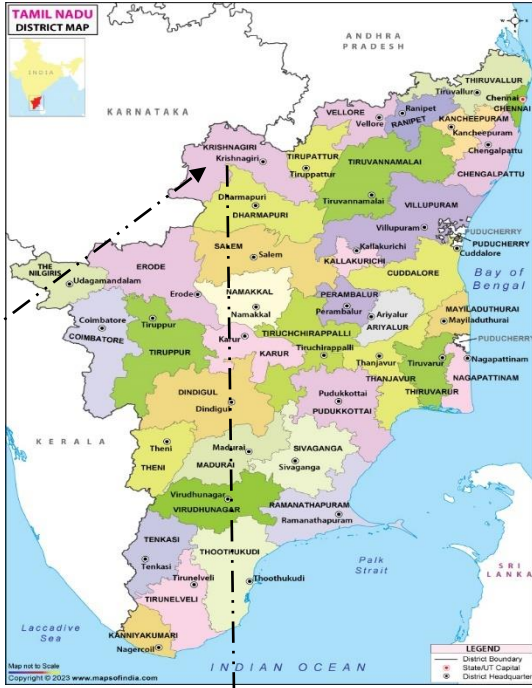 TAMIL NADU
DISTRICT MAP
INDIA
ANDHRA
PRADESH
KARNATAKA
THIRUVALLUR
Tiruvallur
Chennai
CHENNAI
VELLORE
Vellore
Ranipet
RANIPET
KANCHEEPURAM
Kancheepuram
Chengalpattu
CHENGALPATTU
KRISHNAGIRI
Krishnagiri
TIRUPATTUR
Tiruppattur
TIRUVANNAMALAI
Tiruvannamalai
Dharmapuri
DHARMAPURI
VILLUPURAM
Villupuram
PUDUCHERRY
PUDUCHERRY
Cuddalore
SALEM
Salem
Kallakurichi
KALLAKURICHI
CUDDALORE
Bay of
Bengal
THE
NILGIRIS
Udagamandalam
ERODE
Erode
NAMAKKAL
Namakkal
PERAMBALUR
Perambalur
Ariyalur
ARIYALUR
MAYILADUTHURAI
Mayiladuthurai
Coimbatore
COIMBATORE
Tiruppur
TIRUPPUR
Karur
KARUR
TIRUCHCHIRAPPALLI
Tiruchirappalli
Thanjavur
THANJAVUR
Tiruvarur
THIRUVARUR
PUDUCHERRY
Nagapattinam
NAGAPATTINAM
DINDIGUL
Dindigul
Pudukkottai
PUDUKKOTTAI
KERALA
Theni
THENI
Madurai
MADURAI
SIVAGANGA
Sivaganga
Virudhunagar
VIRUDHUNAGAR
RAMANATHAPURAM
Ramanathapuram
TENKASI
Tenkasi
THOOTHUKUDI
Thoothukudi
Tirunelveli
TIRUNELVELI
Palk
Strait
SRI
LANKA
Laccadive
Sea
KANNIYAKUMARI
Nagercoil
INDIAN OCEAN
LEGEND
District Boundary
State/UT Capital
District Headquarter
Map not to Scale
Copyright © 2023 www.mapsofindia.com